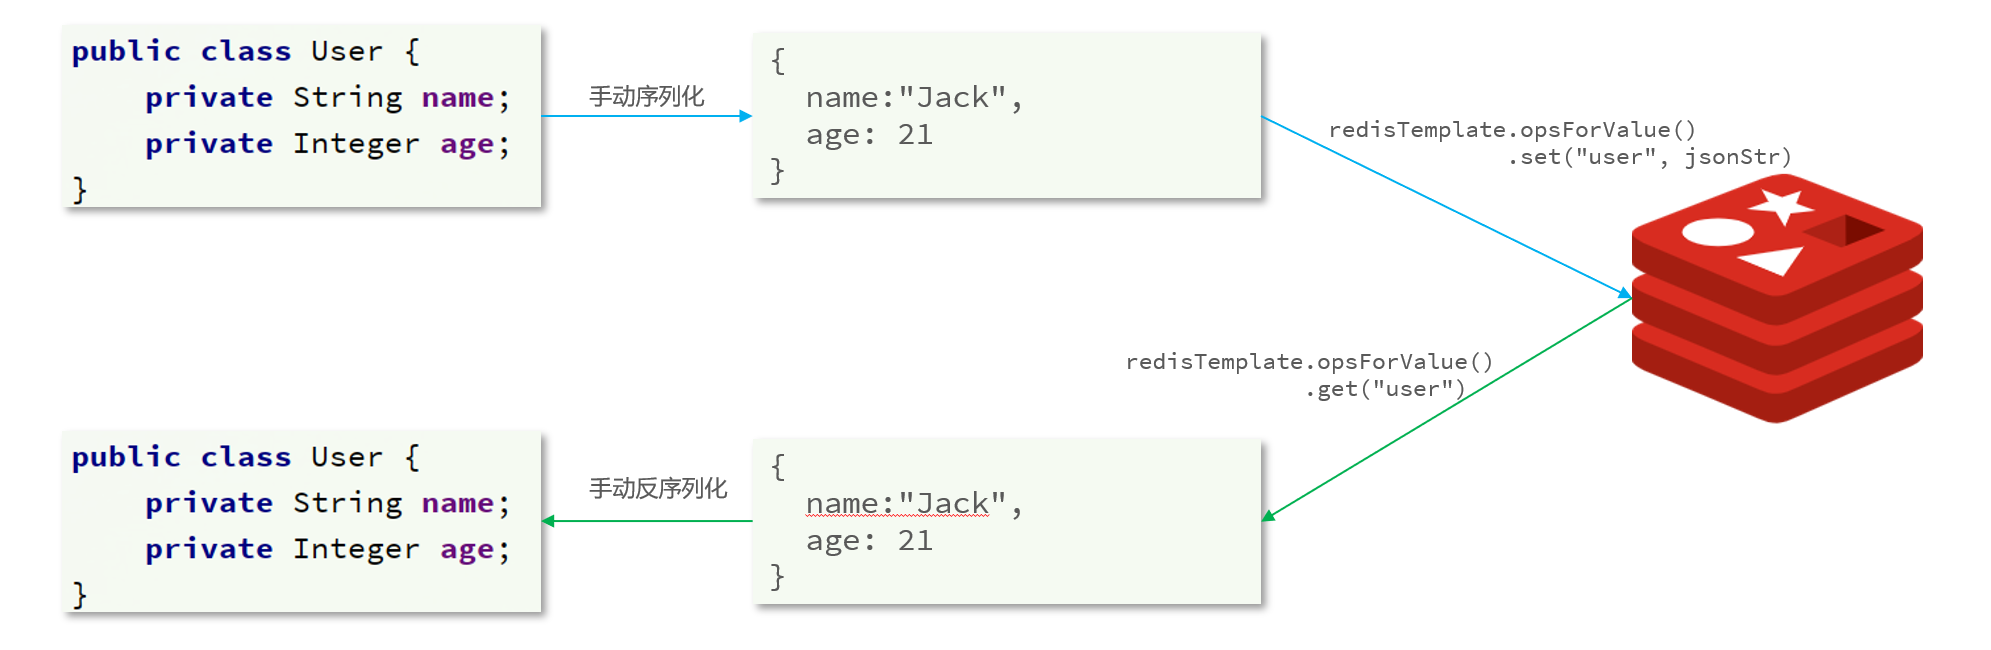 public class User {
    private String name;
    private Integer age;
}
手动序列化
{
  name:"Jack",
  age: 21
}
redisTemplate.opsForValue()
.set("user", jsonStr)
redisTemplate.opsForValue()
.get("user")
public class User {
    private String name;
    private Integer age;
}
手动反序列化
{
  name:"Jack",
  age: 21
}